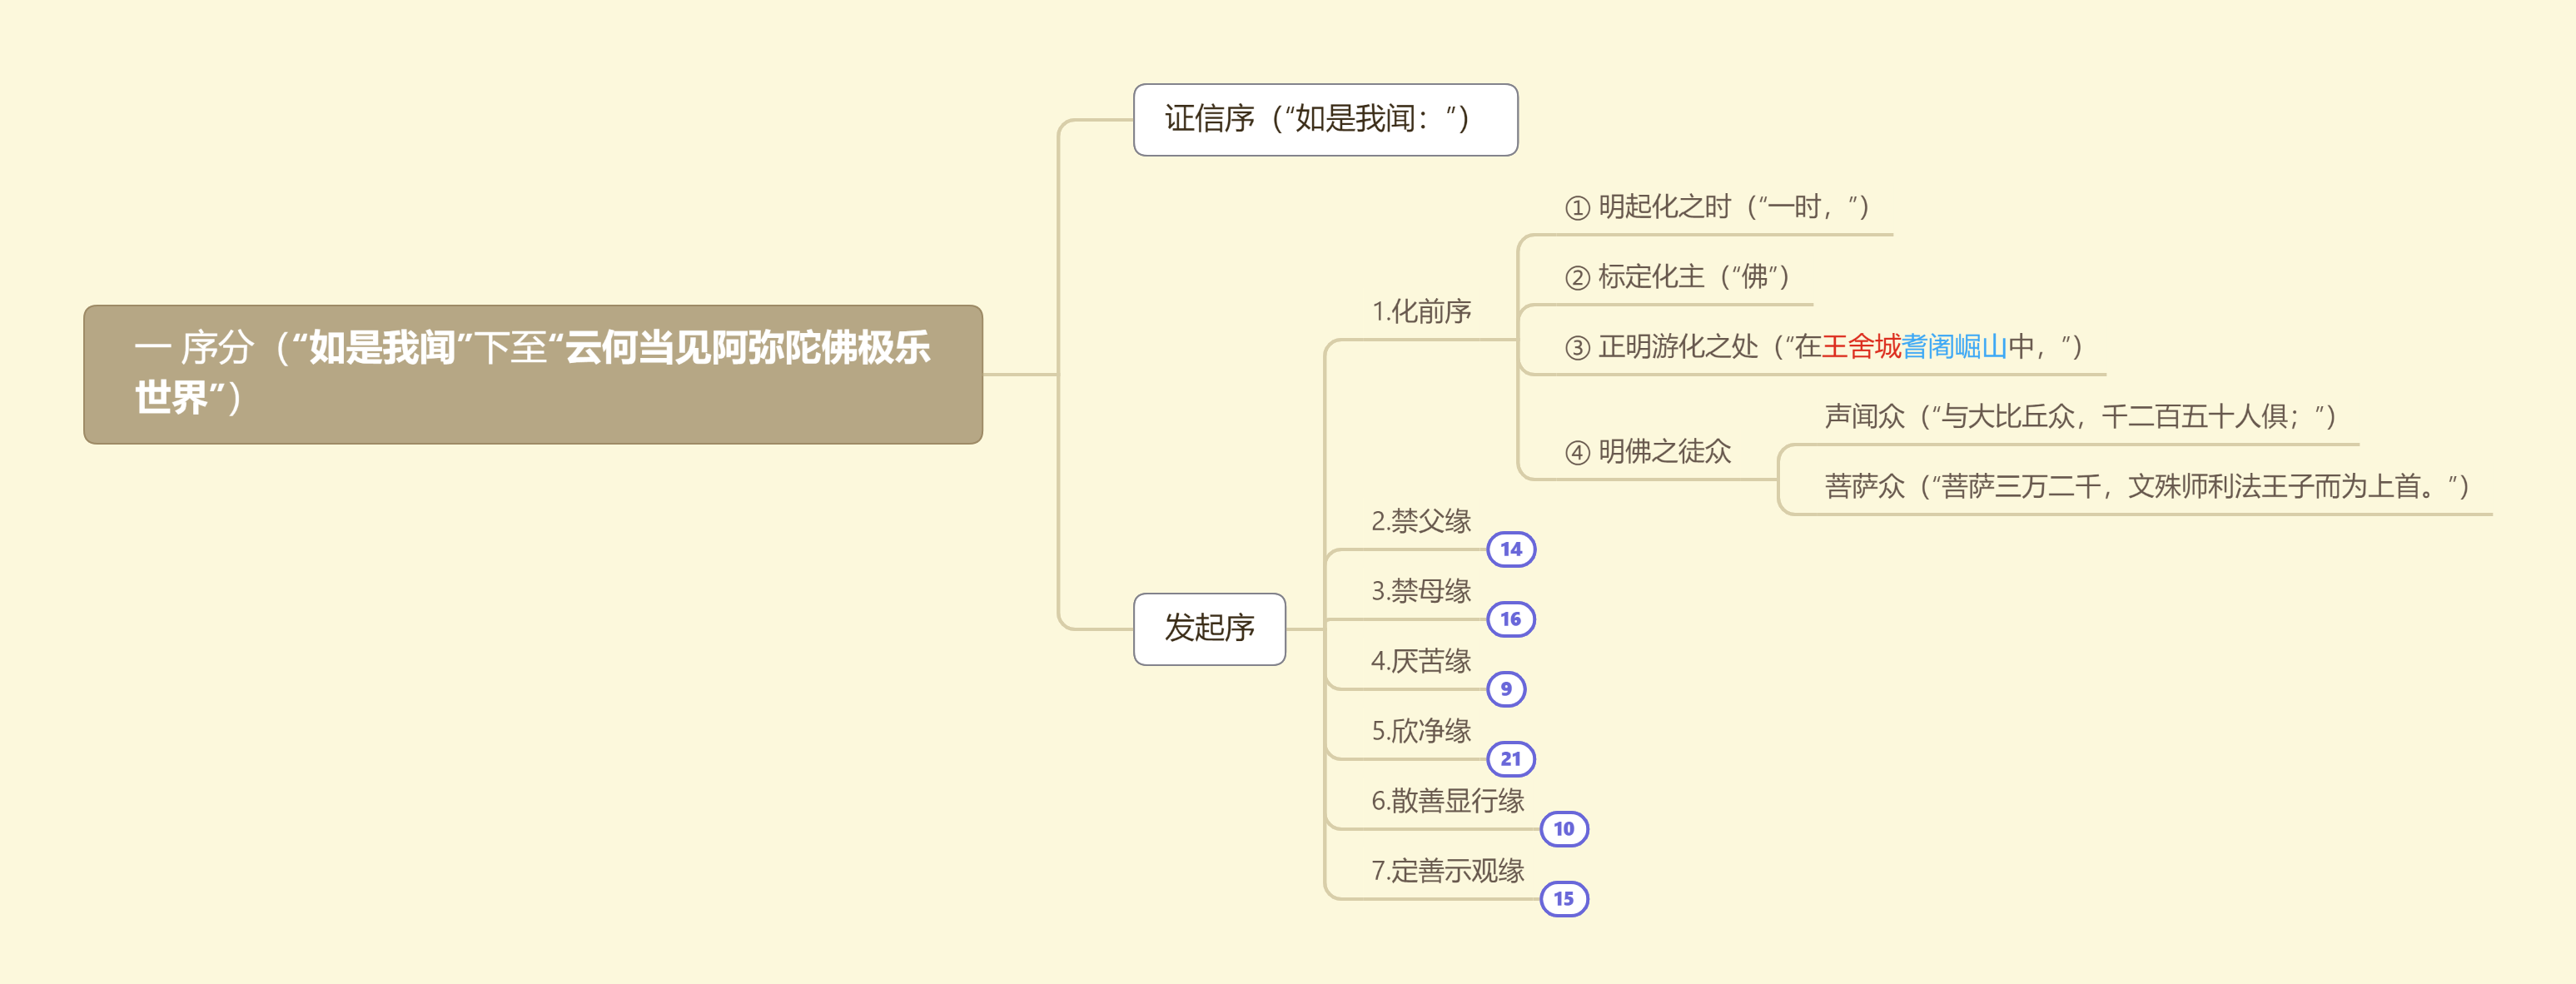 一 序分（“如是我闻”下至“云何当见阿弥陀佛极乐
世界”）
证信序（“如是我闻：”）
发起序
1.化前序
① 明起化之时（“一时，”）
② 标定化主（“佛”）
③ 正明游化之处（“在王舍城耆阇崛山中，”）
④ 明佛之徒众
声闻众（“与大比丘众，千二百五十人俱；”）
菩萨众（“菩萨三万二千，文殊师利法王子而为上首。”）
2.禁父缘
14
3.禁母缘
16
4.厌苦缘
9
5.欣净缘
21
6.散善显行缘
10
7.定善示观缘
15